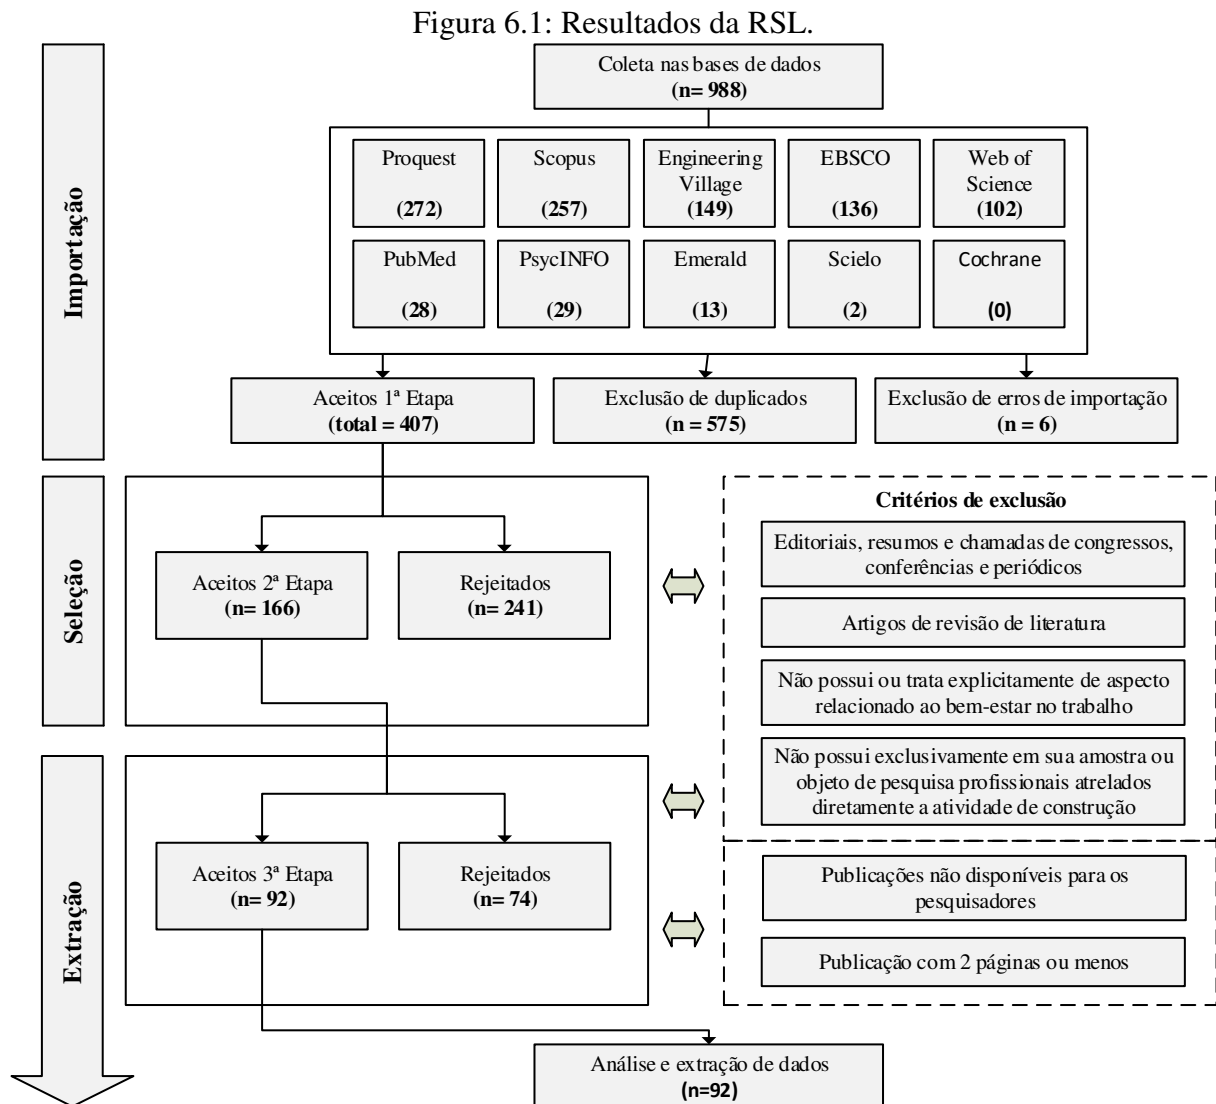 Figura 6.1: Resultados da RSL.
Importação
Coleta nas bases de dados
(n= 988)
Proquest
(272)
Scopus
(257)
Engineering
Village
(149)
EBSCO
(136)
Web of
Science
(102)
PubMed
(28)
PsycINFO
(29)
Emerald
(13)
Scielo
(2)
Cochrane
(0)
Aceitos 1ª Etapa
(total = 407)
Exclusão de duplicados
(n = 575)
Exclusão de erros de importação
(n = 6)
Seleção
Aceitos 2ª Etapa
(n= 166)
Rejeitados
(n= 241)
Critérios de exclusão
Editoriais, resumos e chamadas de congressos,
conferências e periódicos
Artigos de revisão de literatura
Não possui ou trata explicitamente de aspecto
relacionado ao bem-estar no trabalho
Não possui exclusivamente em sua amostra ou
objeto de pesquisa profissionais atrelados
diretamente a atividade de construção
Extração
Aceitos 3ª Etapa
(n= 92)
Rejeitados
(n= 74)
Publicações não disponíveis para os
pesquisadores
Publicação com 2 páginas ou menos
Análise e extração de dados
(n=92)